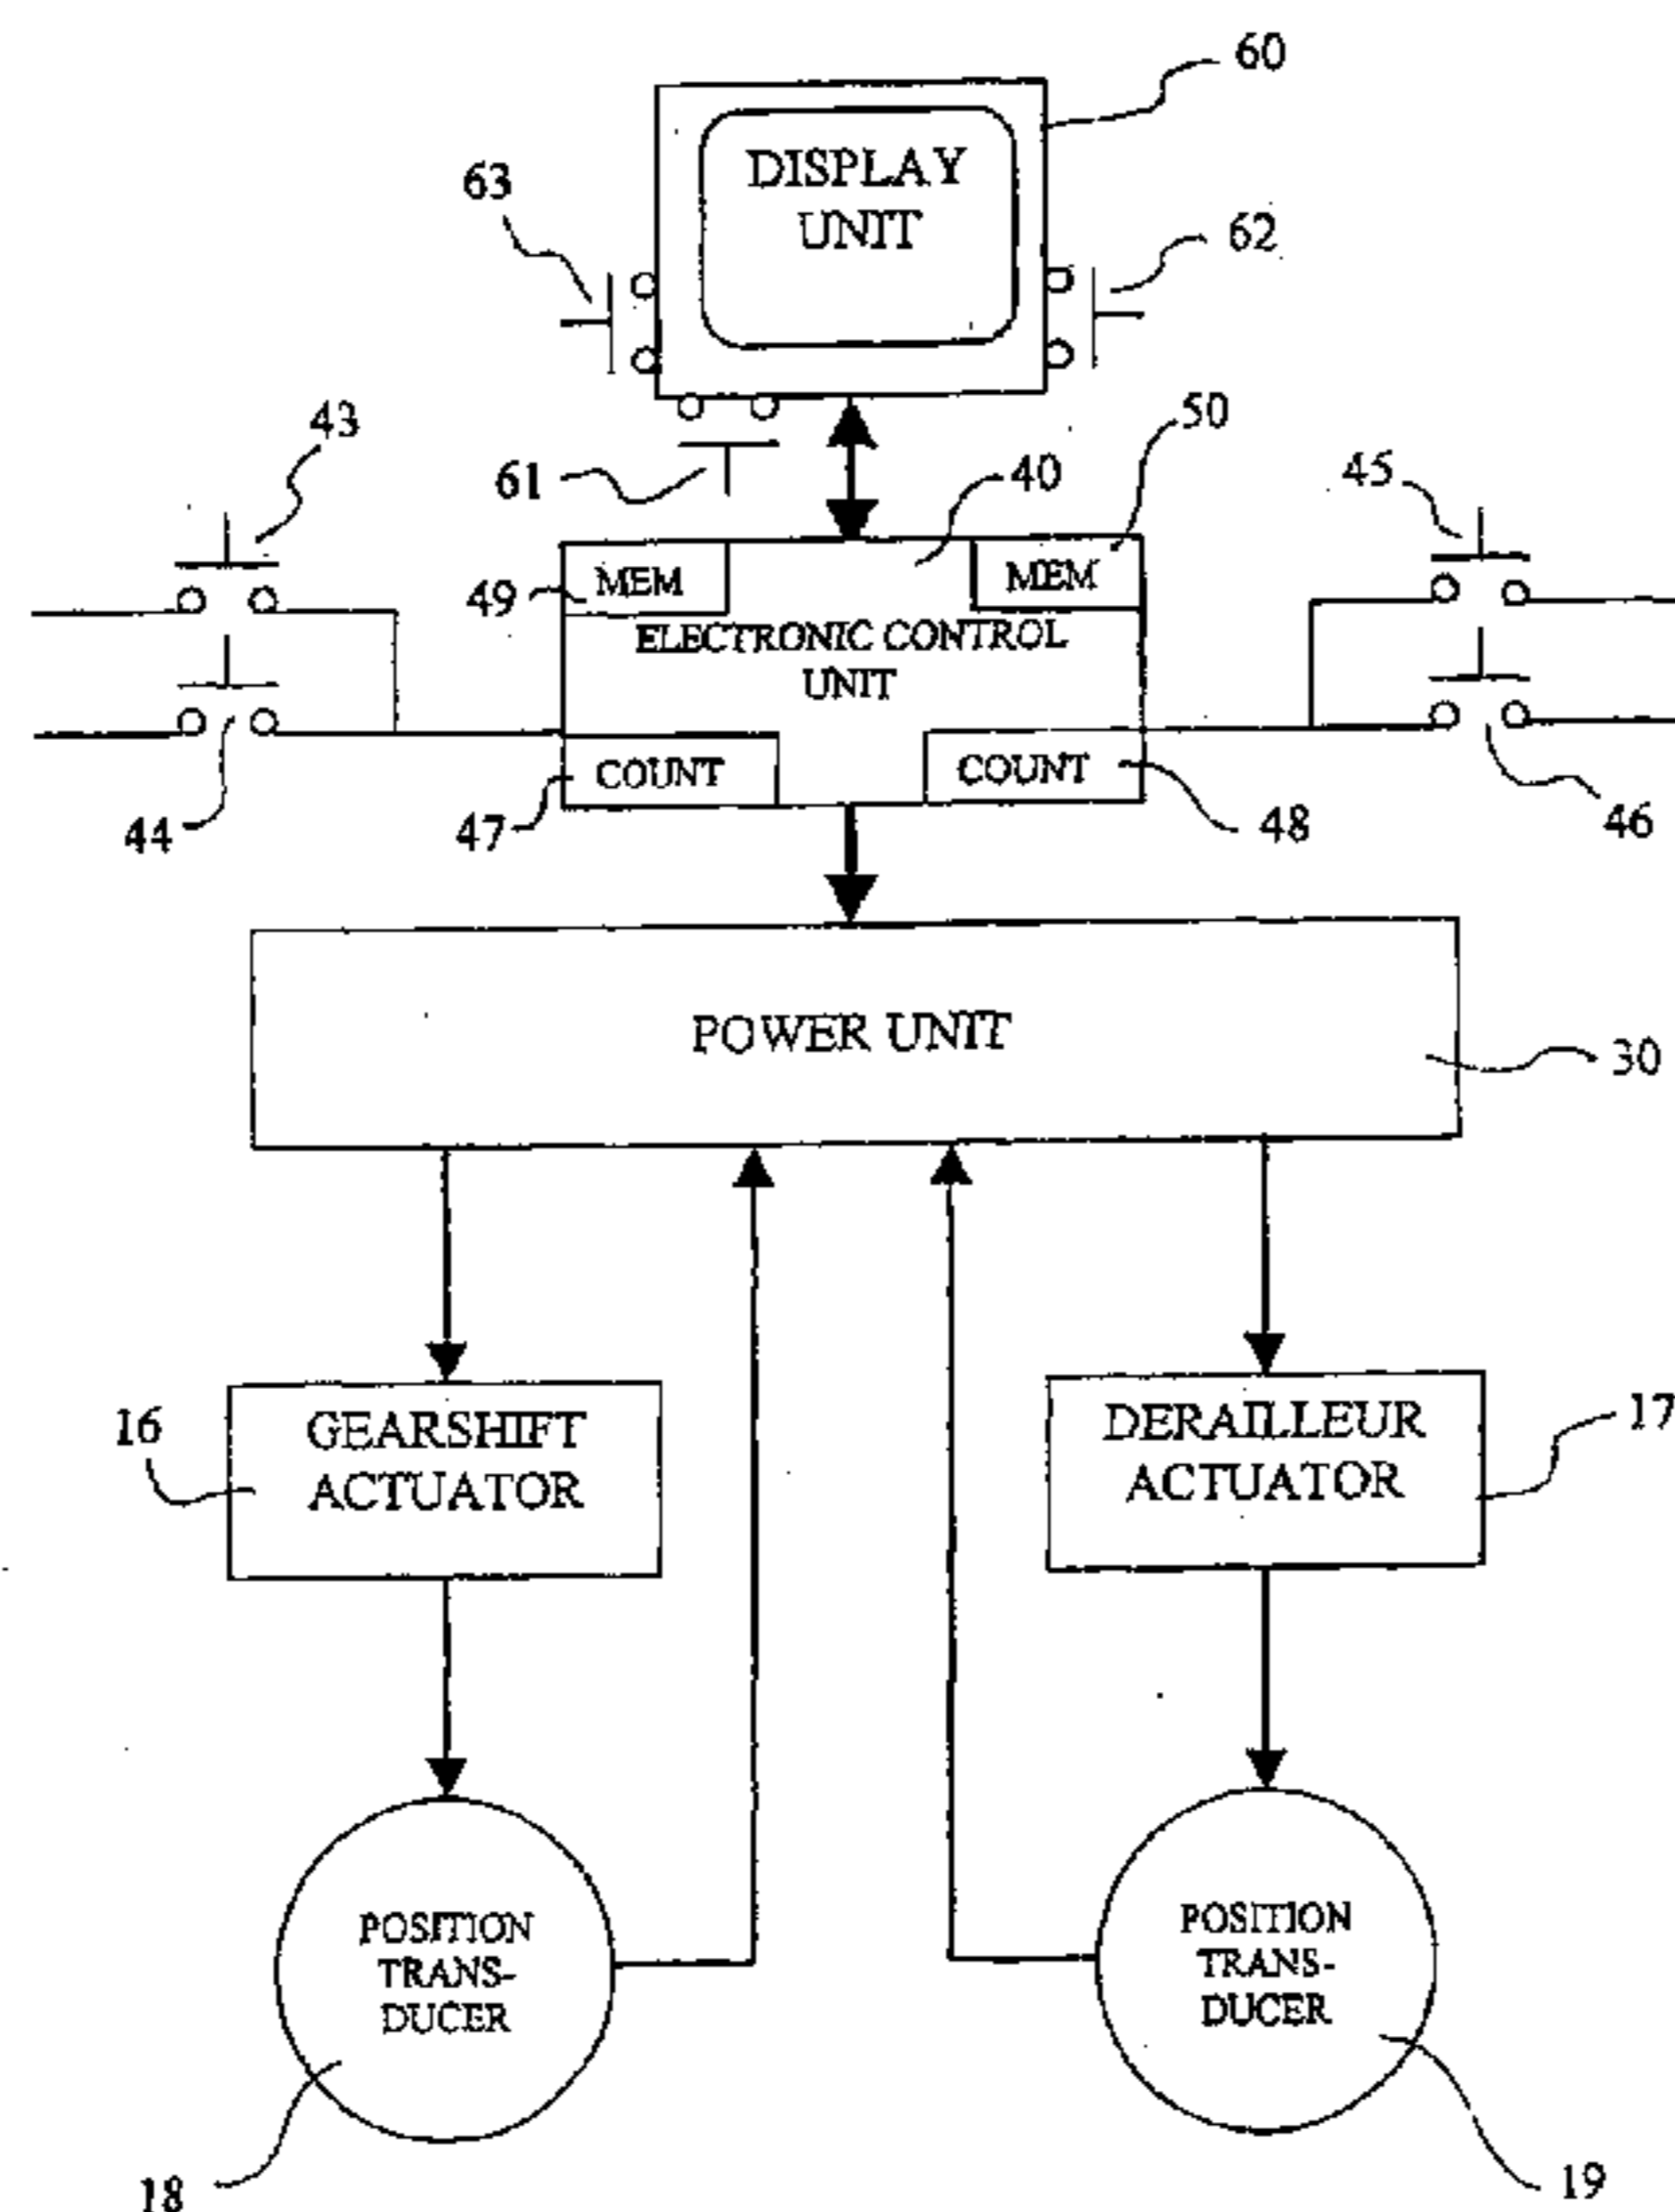 60
DISPLAY
UNIT
63
62
43
61
50
40
45
49
MEM
MEM
ELECTRONIC CONTROL
UNIT
COUNT
COUNT
44
47
48
46
POWER UNIT
30
16
GEARSHIFT
ACTUATOR
DERAILLEUR
ACTUATOR
17
POSITION
TRANS-
DUCER
POSITION
TRANS-
DUCER
18
19